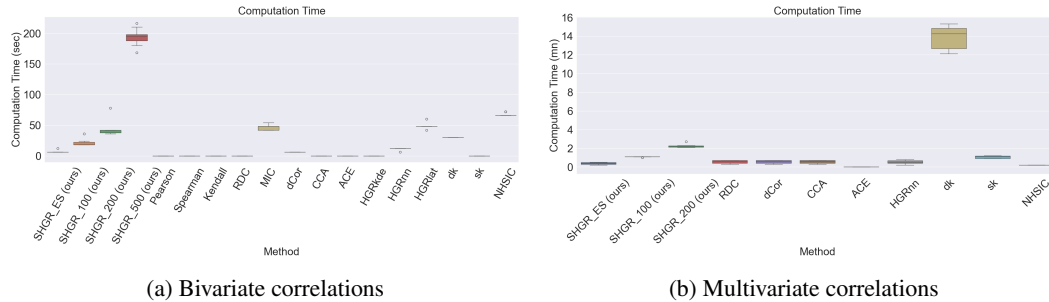 Computation Time
Computation Time (sec)
200
150
100
50
0
SHGR_ES (ours)
SHGR_100 (ours)
SHGR_200 (ours)
SHGR_500 (ours)
Pearson
Spearman
Kendall
RDC
MIC
dCor
CCA
ACE
HGRkde
HGRnn
HGRlat
dk
sk
NHSIC
Method
(a) Bivariate correlations
Computation Time
Computation Time (mn)
16
14
12
10
8
6
4
2
0
SHGR_ES (ours)
SHGR_100 (ours)
SHGR_200 (ours)
RDC
dCor
CCA
ACE
HGRnn
dk
sk
NHSIC
Method
(b) Multivariate correlations